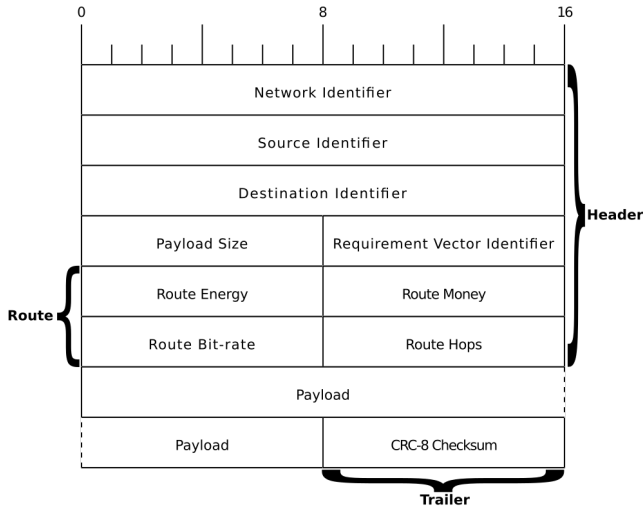 0 8 16
Network Identifier
Source Identifier
Destination Identifier
Header
Payload Size Requirement Vector Identifier
Route Energy Route Money
Route
Route Bit-rate Route Hops
Payload
Payload CRC-8 Checksum
Trailer